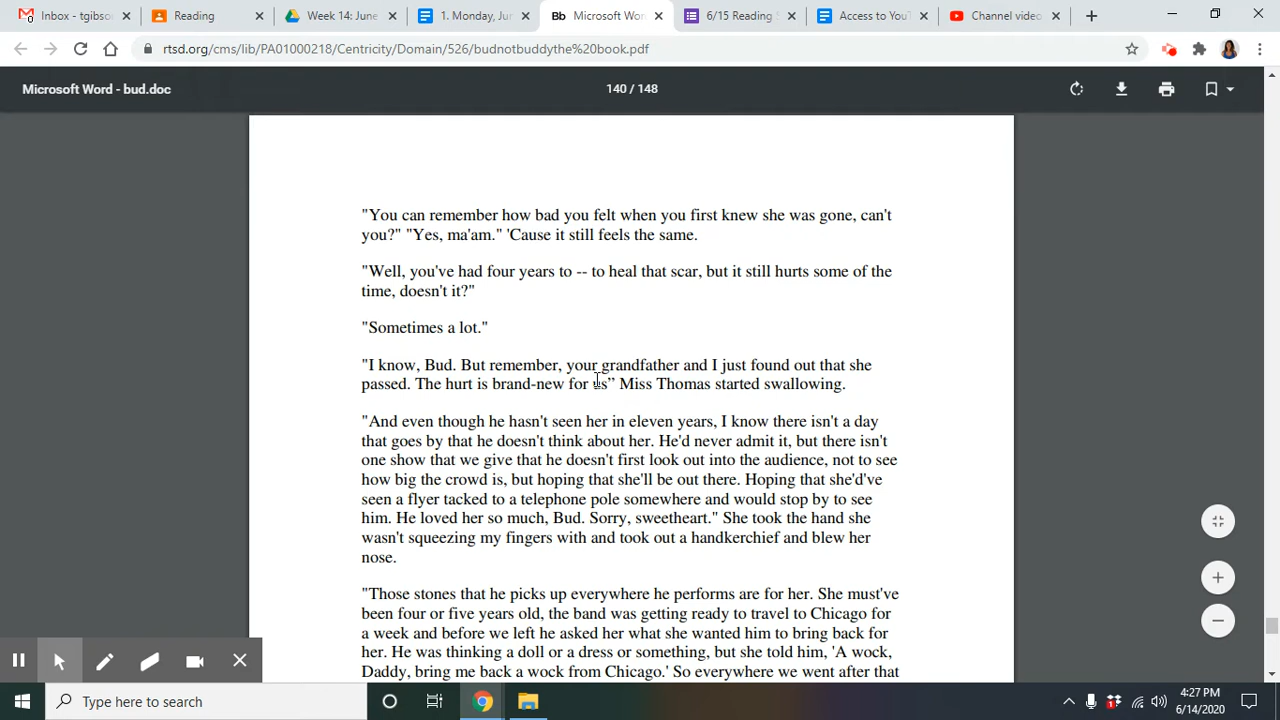 Inbox - tgibson
Reading
Week 14: June
1. Monday, Jun
Bb Microsoft Wor
6/15 Reading S
Access to YouT
Channel video
rtsd.org/cms/lib/PA01000218/Centricity/Domain/526/budnotbuddythe%20book.pdf
Microsoft Word - bud.doc
140 / 148
"You can remember how bad you felt when you first knew she was gone, can't
you?" "Yes, ma'am." 'Cause it still feels the same.
"Well, you've had four years to -- to heal that scar, but it still hurts some of the
time, doesn't it?"
"Sometimes a lot."
"I know, Bud. But remember, your grandfather and I just found out that she
passed. The hurt is brand-new for us” Miss Thomas started swallowing.
"And even though he hasn't seen her in eleven years, I know there isn't a day
that goes by that he doesn't think about her. He'd never admit it, but there isn't
one show that we give that he doesn't first look out into the audience, not to see
how big the crowd is, but hoping that she'll be out there. Hoping that she'd've
seen a flyer tacked to a telephone pole somewhere and would stop by to see
him. He loved her so much, Bud. Sorry, sweetheart." She took the hand she
wasn't squeezing my fingers with and took out a handkerchief and blew her
nose.
"Those stones that he picks up everywhere he performs are for her. She must've
been four or five years old, the band was getting ready to travel to Chicago for
a week and before we left he asked her what she wanted him to bring back for
her. He was thinking a doll or a dress or something, but she told him, 'A wock,
Daddy, bring me back a wock from Chicago.' So everywhere we went after that
Type here to search
4:27 PM
6/14/2020